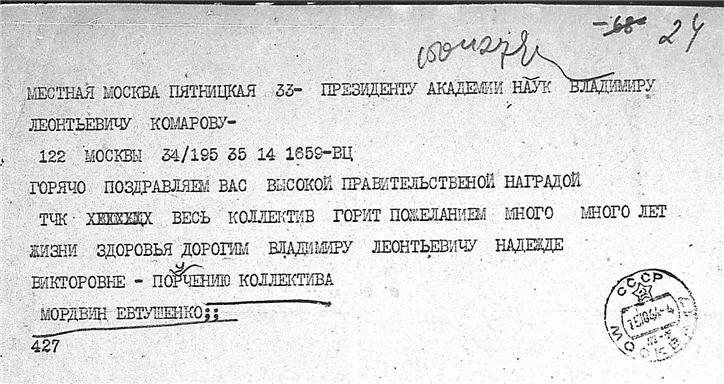 24
МЕСТНАЯ МОСКВА ПЯТНИЦКАЯ 33- ПРЕЗИДЕНТУ АКАДЕМИИ НАУК ВЛАДИМИРУ
ЛЕОНТЬЕВИЧУ КОМАРОВУ-
122 МОСКВЫ 34/195 35 14 1659-ВЦ
ГОРЯЧО ПОЗДРАВЛЯЕМ ВАС ВЫСОКОЙ ПРАВИТЕЛЬСТВЕНОЙ НАГРАДОЙ
ТЧК ВЕСЬ КОЛЛЕКТИВ ГОРИТ ПОЖЕЛАНИЕМ МНОГО МНОГО ЛЕТ
ЖИЗНИ ЗДОРОВЬЯ ДОРОГИМ ВЛАДИМИРУ ЛЕОНТЬЕВИЧУ НАДЕЖДЕ
ВИКТОРОВНЕ - ПОРЧЕНИЮ КОЛЛЕКТИВА
МОРДВИН ЕВТУШЕНКО;;
427
СССР
МОСКВА